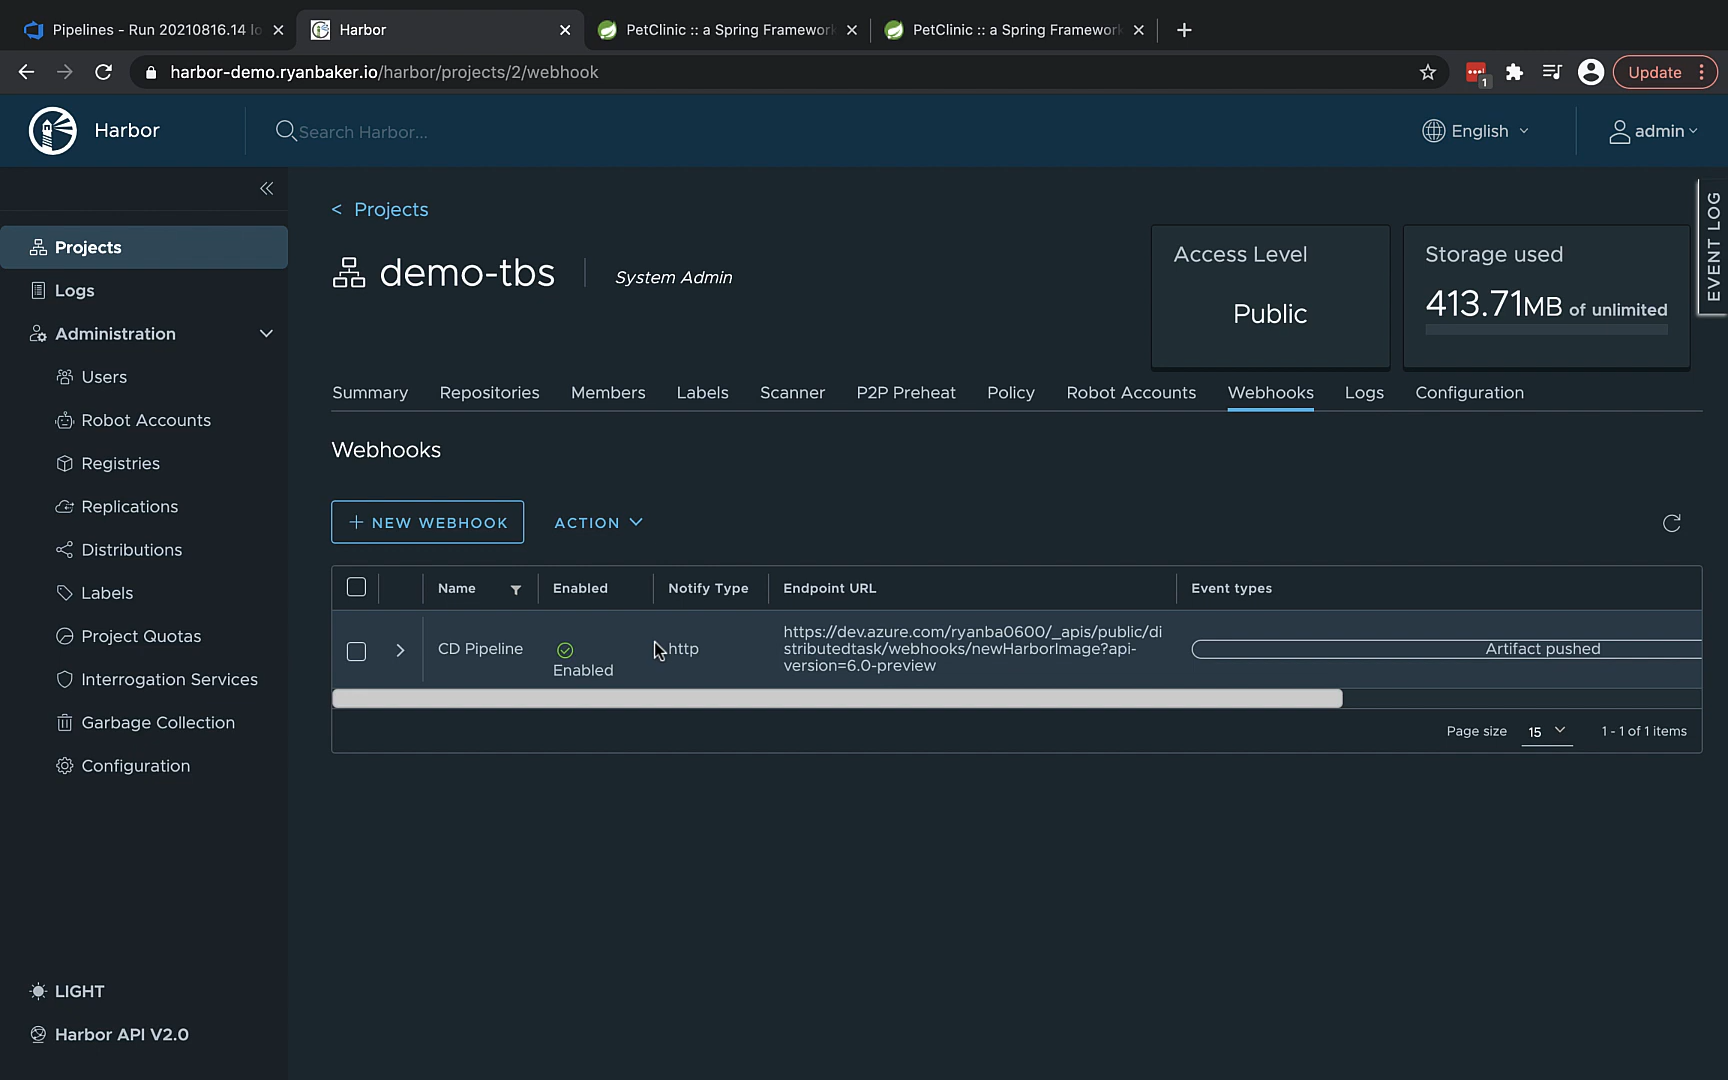 Pipelines - Run 20210816.14 lo
Harbor
PetClinic :: a Spring Framework
PetClinic :: a Spring Framework
harbor-demo.ryanbaker.io/harbor/projects/2/webhook
1
Update
Harbor
Search Harbor...
English
admin
EVENT LOG
Projects
Logs
Administration
Users
Robot Accounts
Registries
Replications
Distributions
Labels
Project Quotas
Interrogation Services
Garbage Collection
Configuration
LIGHT
Harbor API V2.0
< Projects
demo-tbs
System Admin
Access Level
Public
Storage used
413.71MB of unlimited
Summary Repositories Members Labels Scanner P2P Preheat Policy Robot Accounts Webhooks Logs Configuration
Webhooks
+ NEW WEBHOOK
ACTION
Name Enabled Notify Type Endpoint URL Event types
CD Pipeline
Enabled
http
https://dev.azure.com/ryanba0600/_apis/public/di
stributedtask/webhooks/newHarborImage?api-
version=6.0-preview
Artifact pushed
Page size 15 1 - 1 of 1 items